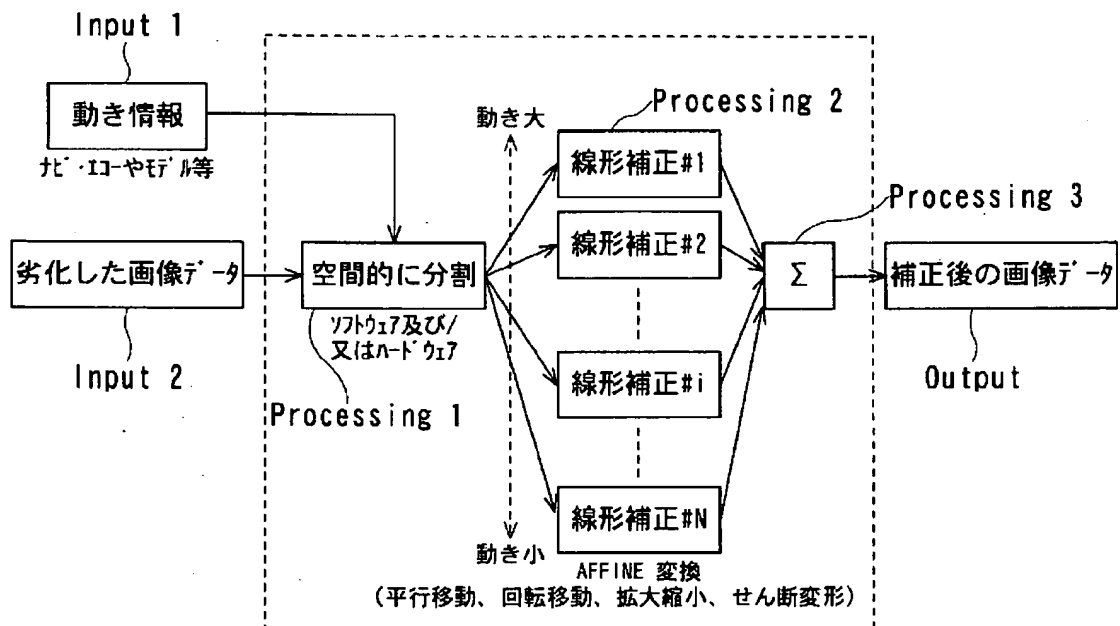 Input 1
動き情報
ﾅﾋﾞ･ｴｺｰやﾓﾃﾞﾙ等
劣化した画像ﾃﾞｰﾀ
Input 2
空間的に分割
ｿﾌﾄｳｪｱ及び/
又はﾊｰﾄﾞｳｪｱ
Processing 1
動き大
動き小
Processing 2
線形補正#1
線形補正#2
線形補正#i
線形補正#N
AFFINE 変換
(平行移動、回転移動、拡大縮小、せん断変形)
Processing 3
Σ
補正後の画像ﾃﾞｰﾀ
Output